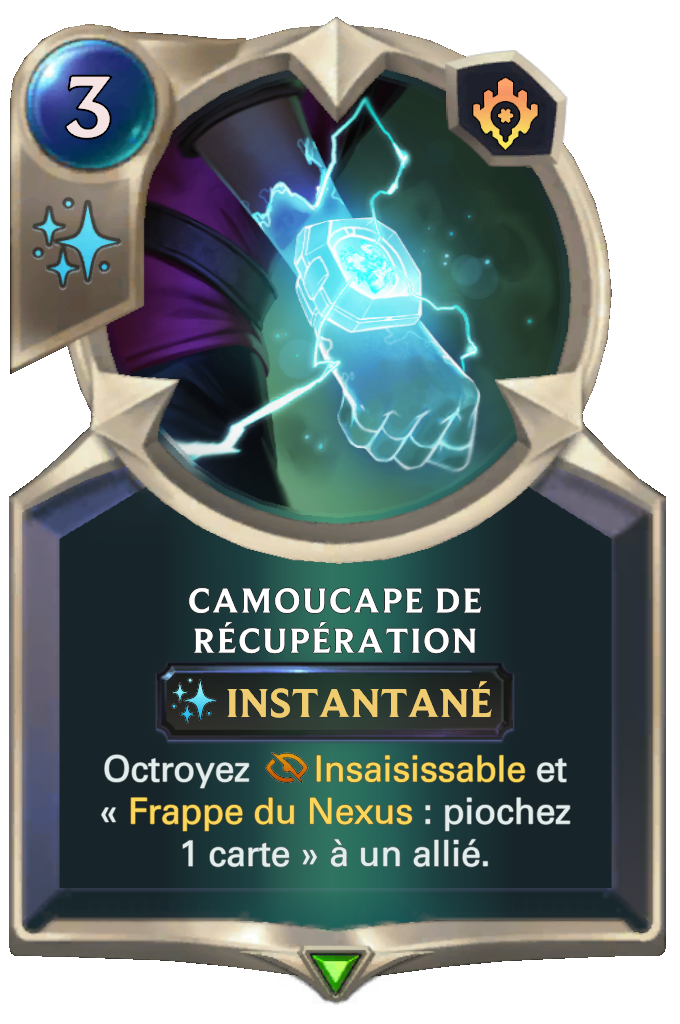 3
CAMOUCAPE DE
RÉCUPÉRATION
INSTANTANÉ
Octroyez Insaisissable et
« Frappe du Nexus : piochez
1 carte » à un allié.